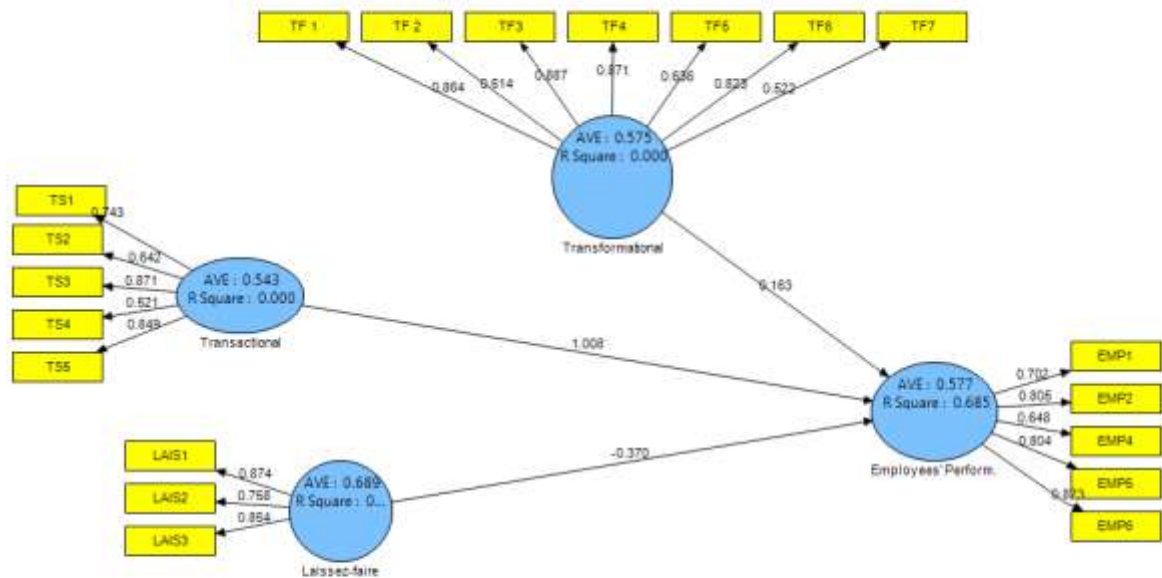 TF 1
TF 2
TF3
TF4
TF5
TF6
TF7
0.864
0.614
0.887
0.871
0.636
0.823
0.522
AVE : 0.575
R Square : 0.000
Transformational
0.163
TS1
TS2
TS3
TS4
TS5
0.743
0.642
0.871
0.521
0.849
AVE : 0.543
R Square : 0.000
Transactional
1.008
LAIS1
LAIS2
LAIS3
0.874
0.758
0.854
AVE : 0.689
R Square : 0...
Laissez-faire
-0.370
AVE : 0.577
R Square : 0.685
Employees' Perform.
0.702
0.805
0.648
0.804
0.823
EMP1
EMP2
EMP4
EMP5
EMP6